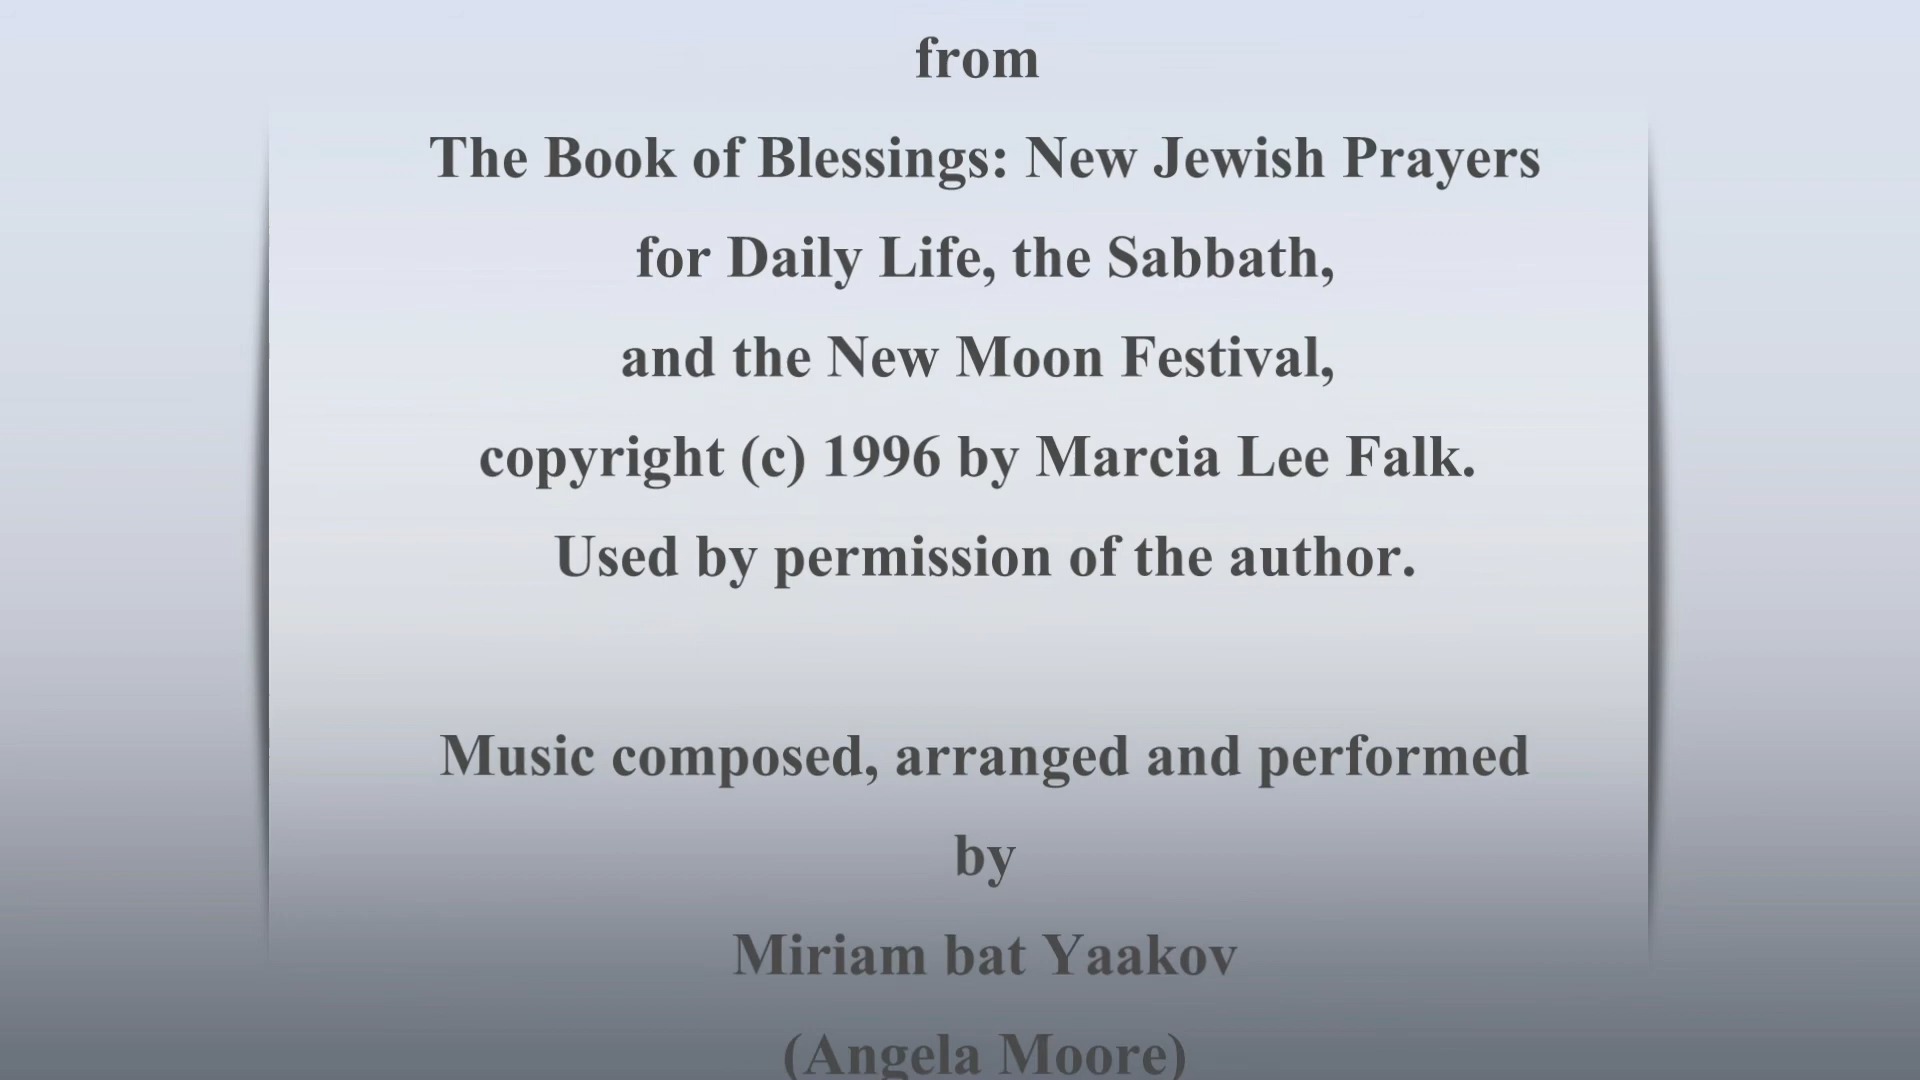 from
The Book of Blessings: New Jewish Prayers
for Daily Life, the Sabbath,
and the New Moon Festival,
copyright (c) 1996 by Marcia Lee Falk.
Used by permission of the author.
Music composed, arranged and performed
by
Miriam bat Yaakov
(Angela Moore)